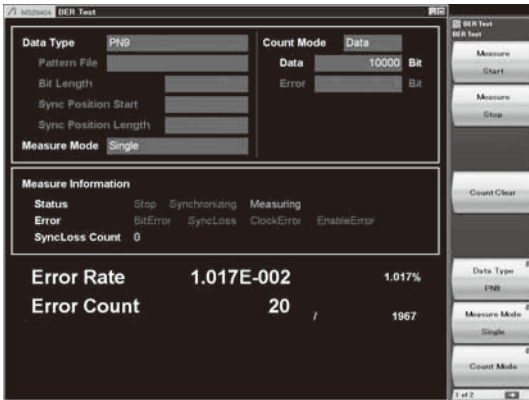 MS2840A BER Test
BER Test
BER Test
Data Type PN9
Pattern File
Bit Length
Sync Position Start
Sync Position Length
Measure Mode Single
Count Mode Data
Data 10000 Bit
Error Bit
Measure Information
Status Stop Synchronizing Measuring
Error BitError SyncLoss ClockError EnableError
SyncLoss Count 0
Error Rate 1.017E-002 1.017%
Error Count 20 / 1967
Measure
Start
Measure
Stop
Count Clear
Data Type
PN9
Measure Mode
Single
Count Mode
1 of 2